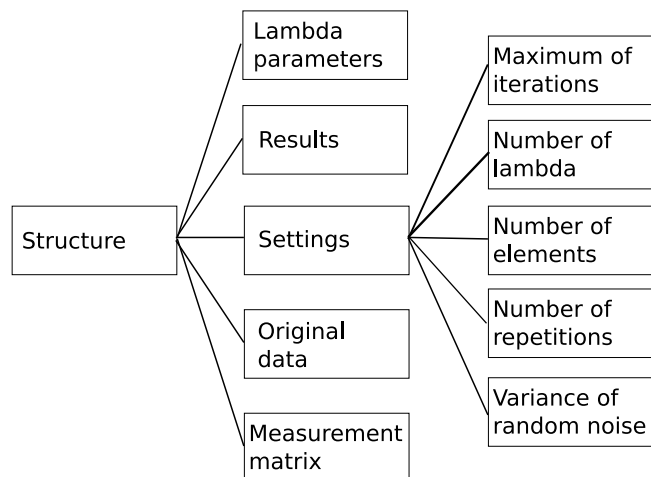 Structure
Lambda
parameters
Results
Settings
Original
data
Measurement
matrix
Maximum of
iterations
Number of
lambda
Number of
elements
Number of
repetitions
Variance of
random noise